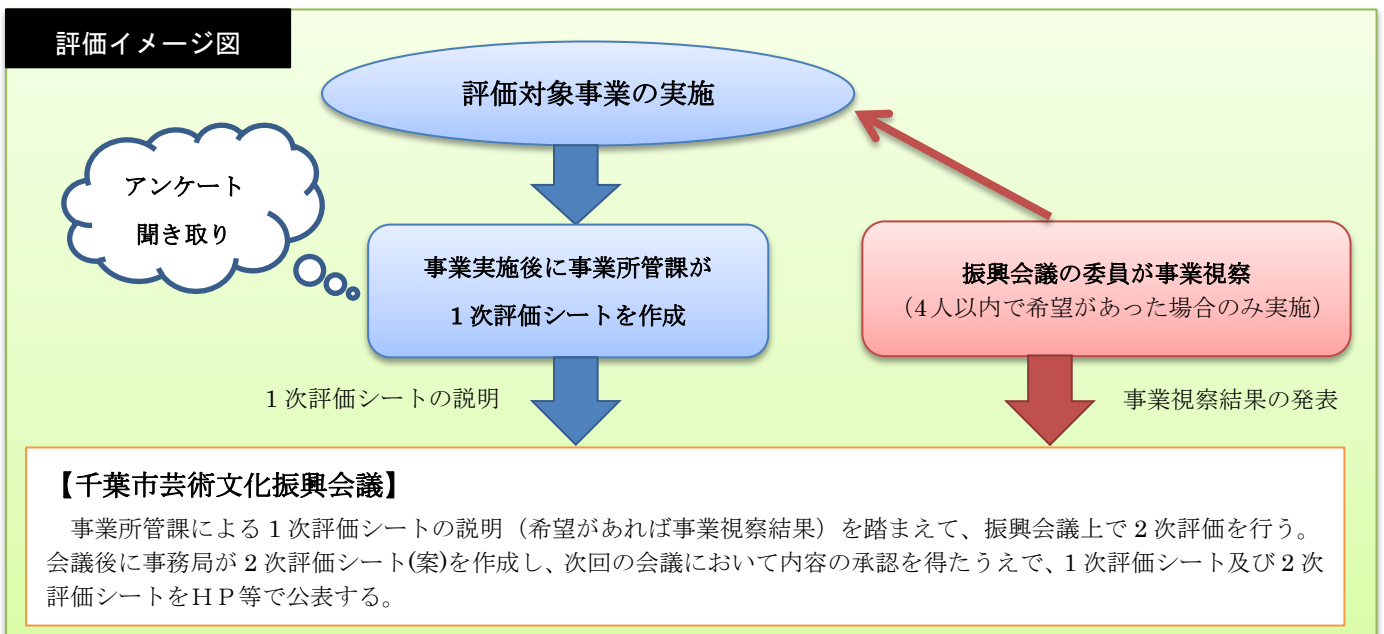 評価イメージ図
評価対象事業の実施
アンケート
聞き取り
事業実施後に事業所管課が
1次評価シートを作成
振興会議の委員が事業視察
（4人以内で希望があった場合のみ実施）
1次評価シートの説明
事業視察結果の発表
【千葉市芸術文化振興会議】
　事業所管課による1次評価シートの説明（希望があれば事業視察結果）を踏まえて、振興会議上で2次評価を行う。
会議後に事務局が2次評価シート(案)を作成し、次回の会議において内容の承認を得たうえで、1次評価シート及び2次
評価シートをＨＰ等で公表する。